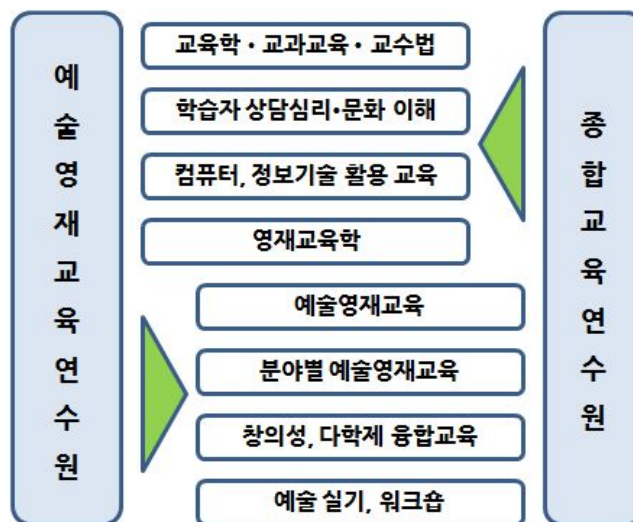 예술영재교육연수원
교육학・교과교육・교수법
학습자 상담심리・문화 이해
컴퓨터, 정보기술 활용 교육
영재교육학
예술영재교육
분야별 예술영재교육
창의성, 다학제 융합교육
예술 실기, 워크숍
종합교육연수원